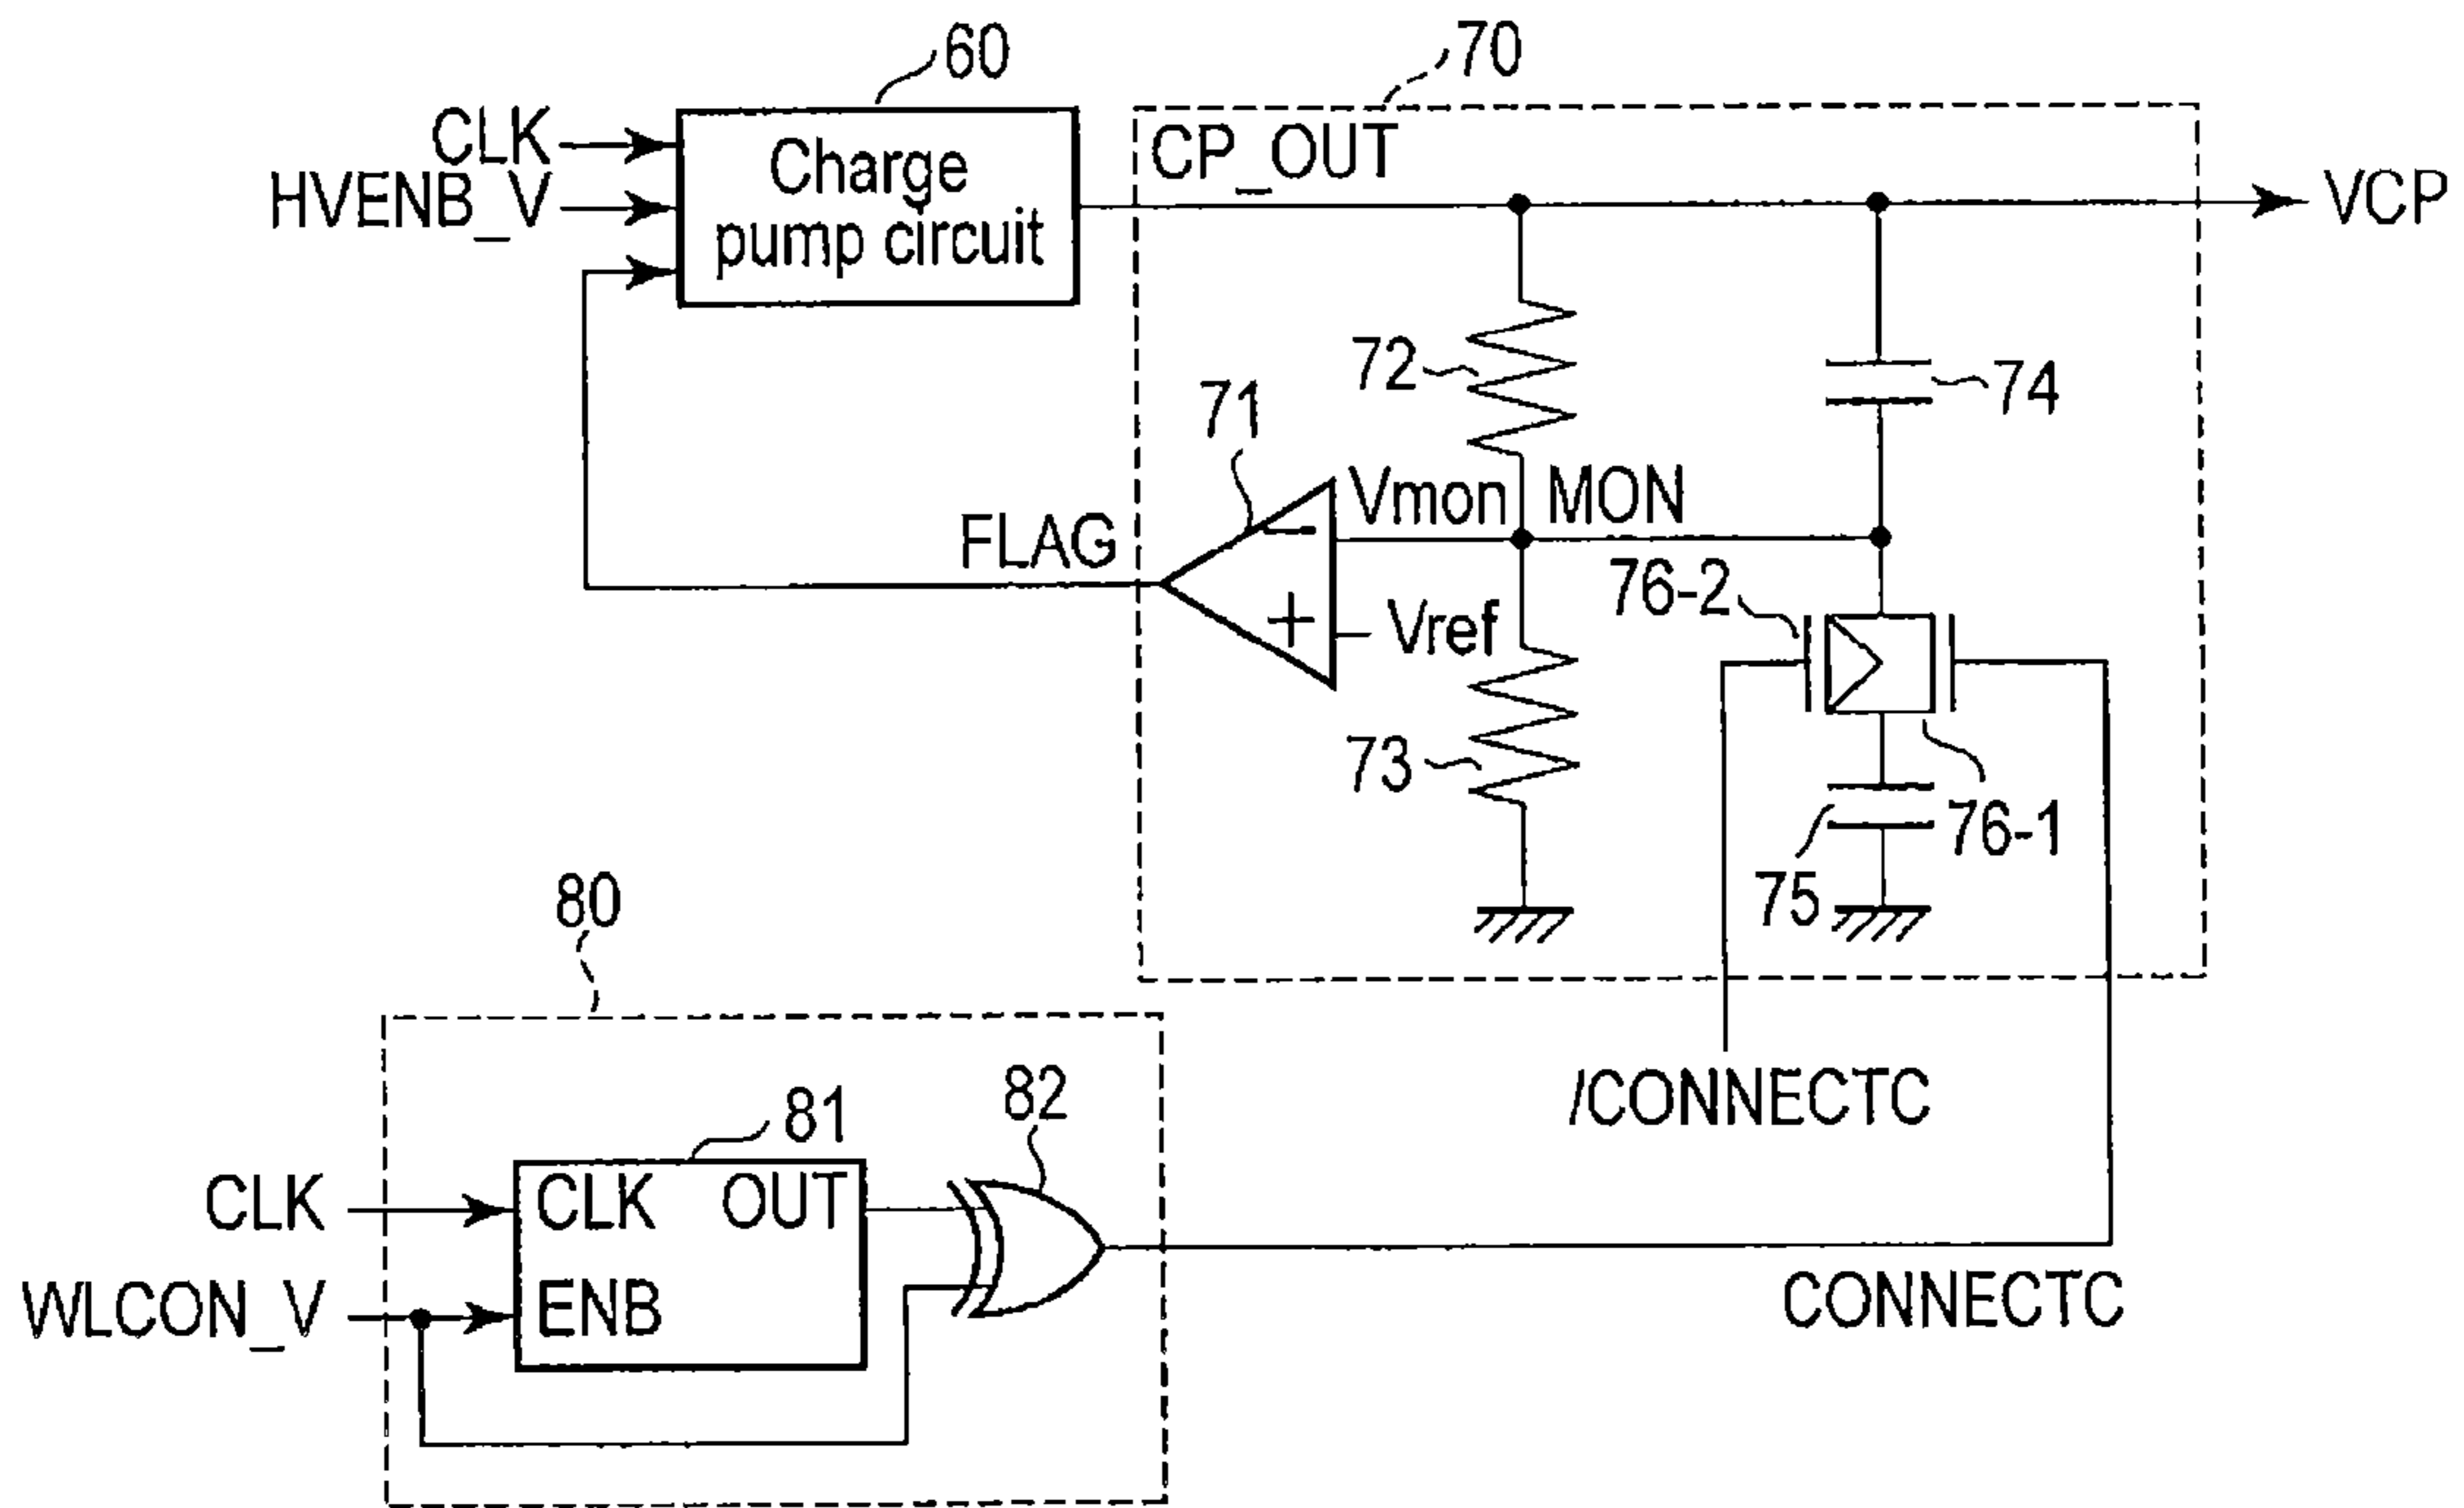 60
70
CLK
HVENB_V
Charge
pump circuit
CP_OUT
VCP
72
74
71
Vmon
MON
FLAG
−
+
Vref
76-2
73
75
76-1
80
/CONNECTC
81
82
CLK
CLK
OUT
WLCON_V
ENB
CONNECTC